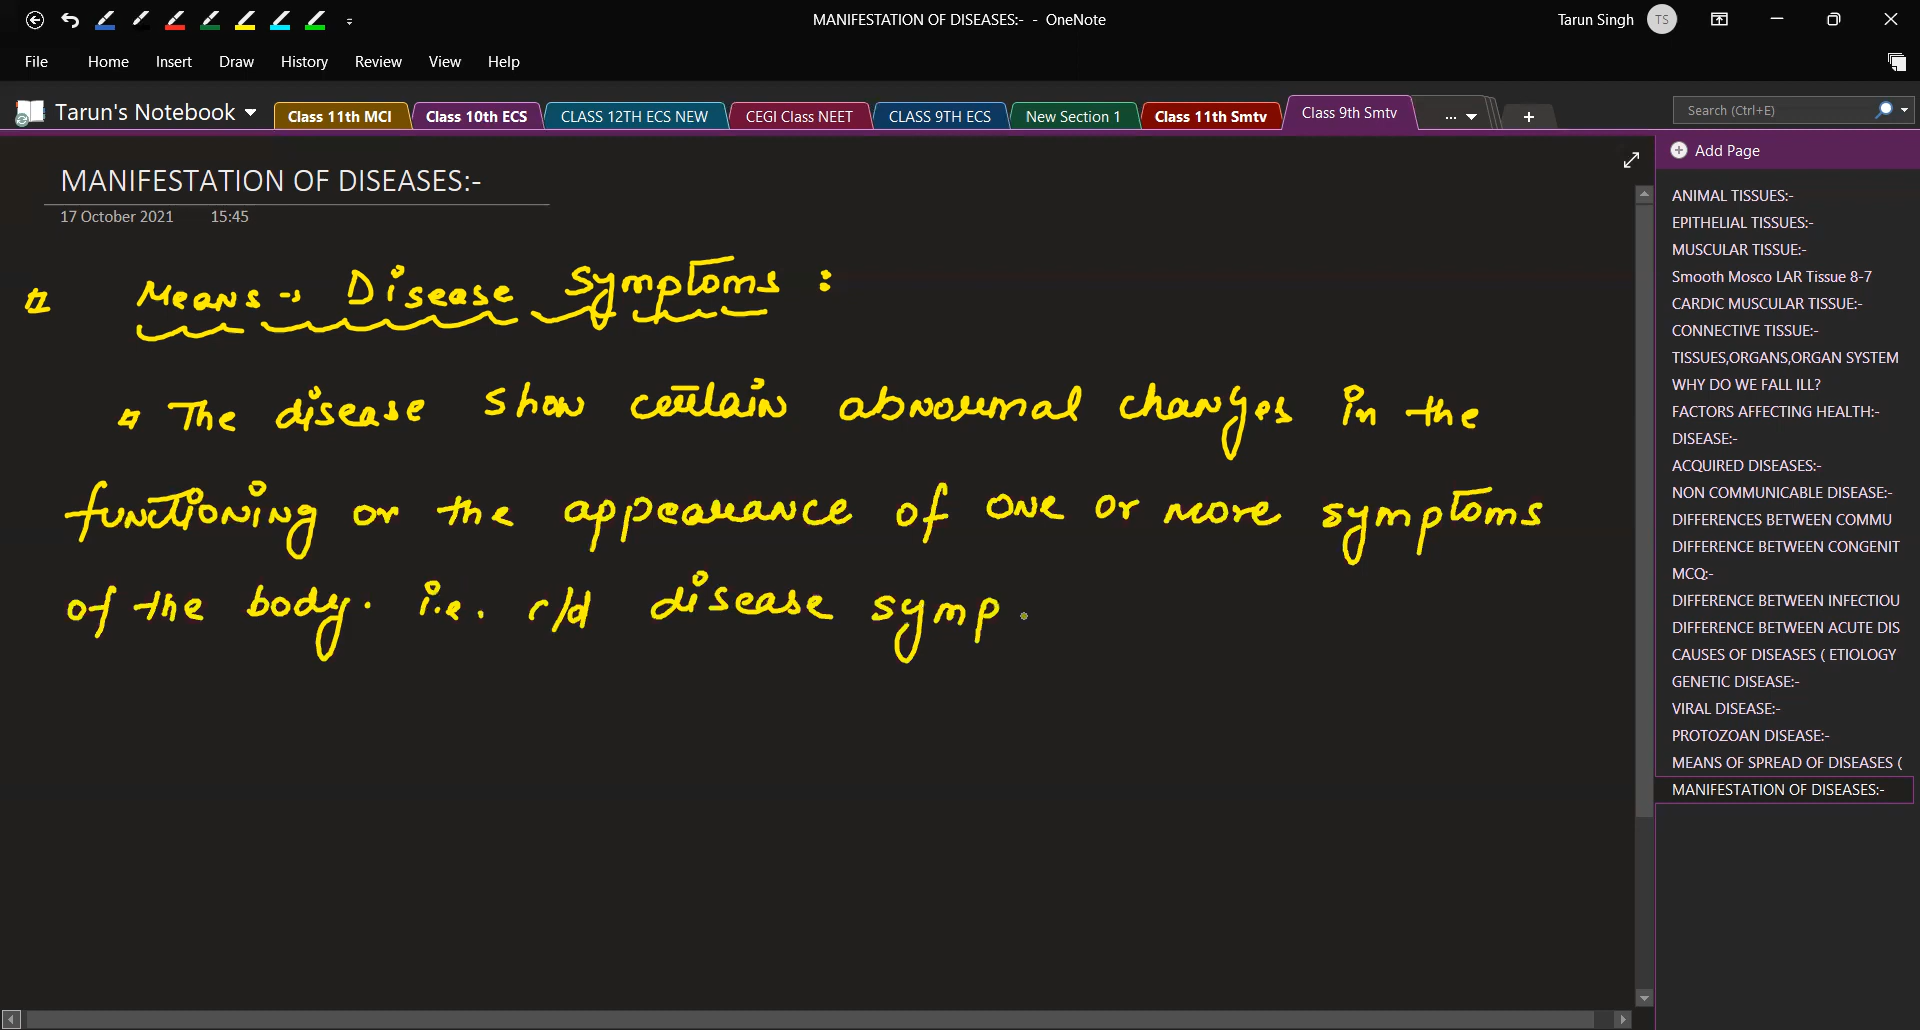 MANIFESTATION OF DISEASES:- - OneNote
Tarun Singh
TS
File Home Insert Draw History Review View Help
Tarun's Notebook
Class 11th MCI
Class 10th ECS
CLASS 12TH ECS NEW
CEGI Class NEET
CLASS 9TH ECS
New Section 1
Class 11th Smtv
Class 9th Smtv
...
Search (Ctrl+E)
MANIFESTATION OF DISEASES:-
17 October 2021 15:45
Means → Disease Symptoms :
The disease show certain abnormal changes in the
functioning or the appearance of one or more symptoms
of the body. i.e. r/d disease symp
Add Page
ANIMAL TISSUES:-
EPITHELIAL TISSUES:-
MUSCULAR TISSUE:-
Smooth Mosco LAR Tissue 8-7
CARDIC MUSCULAR TISSUE:-
CONNECTIVE TISSUE:-
TISSUES,ORGANS,ORGAN SYSTEM
WHY DO WE FALL ILL?
FACTORS AFFECTING HEALTH:-
DISEASE:-
ACQUIRED DISEASES:-
NON COMMUNICABLE DISEASE:-
DIFFERENCES BETWEEN COMMU
DIFFERENCE BETWEEN CONGENIT
MCQ:-
DIFFERENCE BETWEEN INFECTIOU
DIFFERENCE BETWEEN ACUTE DIS
CAUSES OF DISEASES ( ETIOLOGY
GENETIC DISEASE:-
VIRAL DISEASE:-
PROTOZOAN DISEASE:-
MEANS OF SPREAD OF DISEASES (
MANIFESTATION OF DISEASES:-